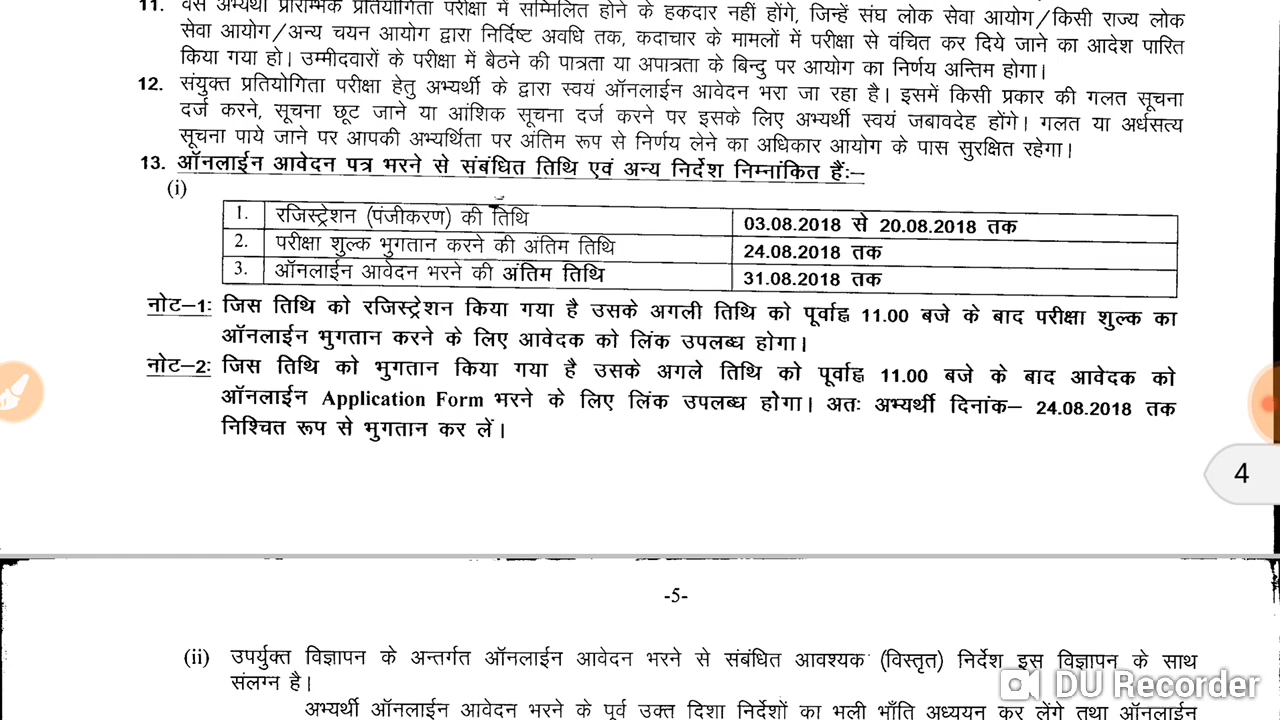 11. वैसे अभ्यर्थी प्रारम्भिक प्रतियोगिता परीक्षा में सम्मिलित होने के हकदार नहीं होंगे, जिन्हें संघ लोक सेवा आयोग/किसी राज्य लोक
सेवा आयोग/अन्य चयन आयोग द्वारा निर्दिष्ट अवधि तक, कदाचार के मामलों में परीक्षा से वंचित कर दिये जाने का आदेश पारित
किया गया हो। उम्मीदवारों के परीक्षा में बैठने की पात्रता या अपात्रता के बिन्दु पर आयोग का निर्णय अन्तिम होगा।
12. संयुक्त प्रतियोगिता परीक्षा हेतु अभ्यर्थी के द्वारा स्वयं ऑनलाईन आवेदन भरा जा रहा है। इसमें किसी प्रकार की गलत सूचना
दर्ज करने, सूचना छूट जाने या आंशिक सूचना दर्ज करने पर इसके लिए अभ्यर्थी स्वयं जबावदेह होंगे। गलत या अर्धसत्य
सूचना पाये जाने पर आपकी अभ्यर्थिता पर अंतिम रूप से निर्णय लेने का अधिकार आयोग के पास सुरक्षित रहेगा।
13. ऑनलाईन आवेदन पत्र भरने से संबंधित तिथि एवं अन्य निर्देश निम्नांकित हैं:–
(i)
1. रजिस्ट्रेशन (पंजीकरण) की तिथि 03.08.2018 से 20.08.2018 तक
2. परीक्षा शुल्क भुगतान करने की अंतिम तिथि 24.08.2018 तक
3. ऑनलाईन आवेदन भरने की अंतिम तिथि 31.08.2018 तक
नोट–1: जिस तिथि को रजिस्ट्रेशन किया गया है उसके अगली तिथि को पूर्वाह्न 11.00 बजे के बाद परीक्षा शुल्क का
ऑनलाईन भुगतान करने के लिए आवेदक को लिंक उपलब्ध होगा।
नोट–2: जिस तिथि को भुगतान किया गया है उसके अगले तिथि को पूर्वाह्न 11.00 बजे के बाद आवेदक को
ऑनलाईन Application Form भरने के लिए लिंक उपलब्ध होगा। अतः अभ्यर्थी दिनांक– 24.08.2018 तक
निश्चित रूप से भुगतान कर लें।
4
-5-
(ii) उपर्युक्त विज्ञापन के अन्तर्गत ऑनलाईन आवेदन भरने से संबंधित आवश्यक (विस्तृत) निर्देश इस विज्ञापन के साथ
संलग्न है।
DU Recorder
अभ्यर्थी ऑनलाईन आवेदन भरने के पूर्व उक्त दिशा निर्देशों का भली भाँति अध्ययन कर लेंगे तथा ऑनलाईन